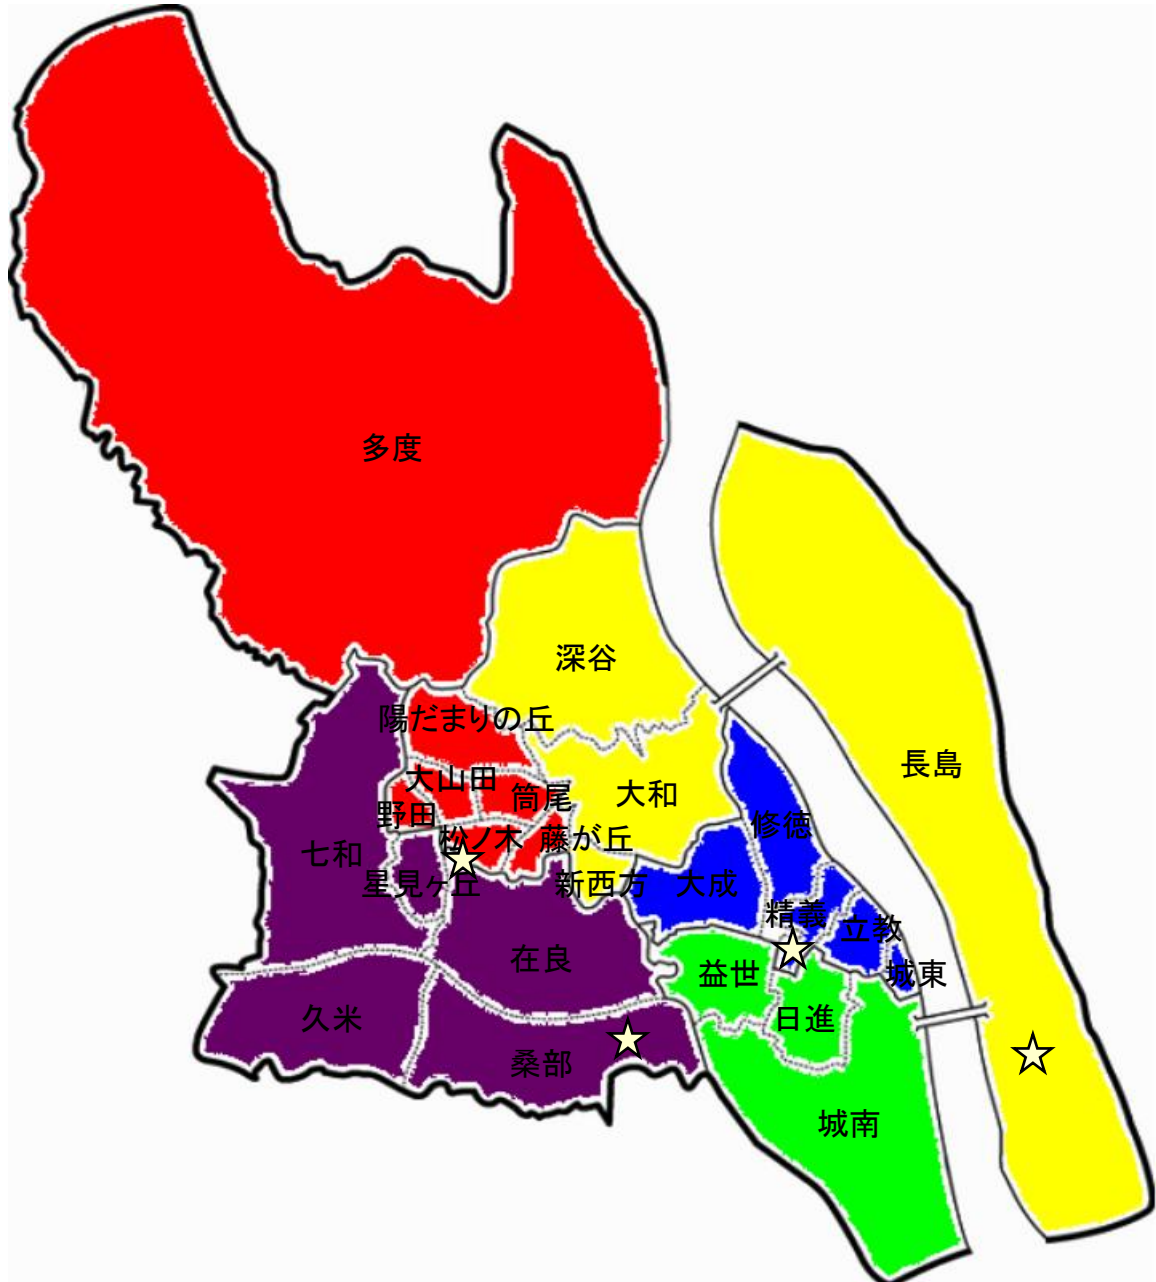 多度
深谷
陽だまりの丘
長島
大山田
筒尾
大和
野田
修徳
松ノ木
藤が丘
七和
星見ヶ丘
新西方
大成
精義
立教
在良
益世
城東
久米
日進
桑部
城南